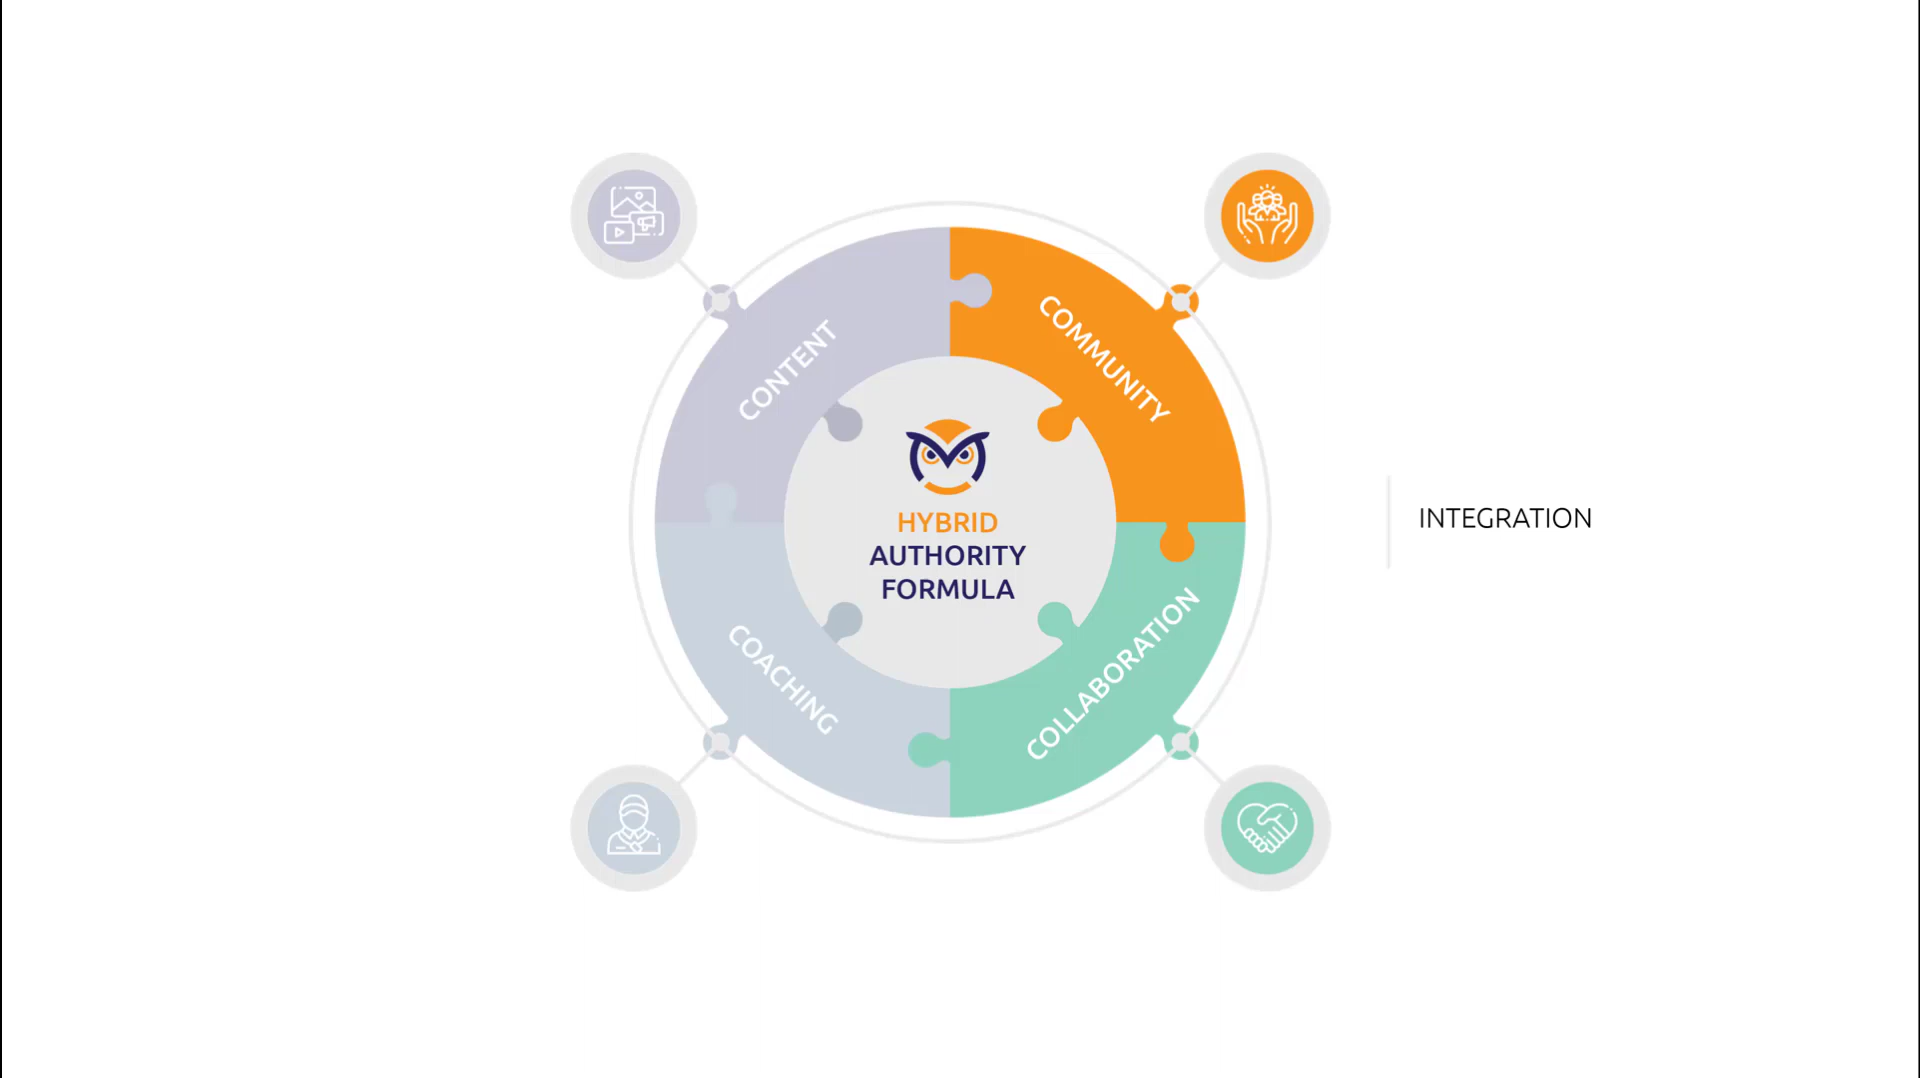 CONTENT
COMMUNITY
HYBRID
AUTHORITY
FORMULA
INTEGRATION
COACHING
COLLABORATION